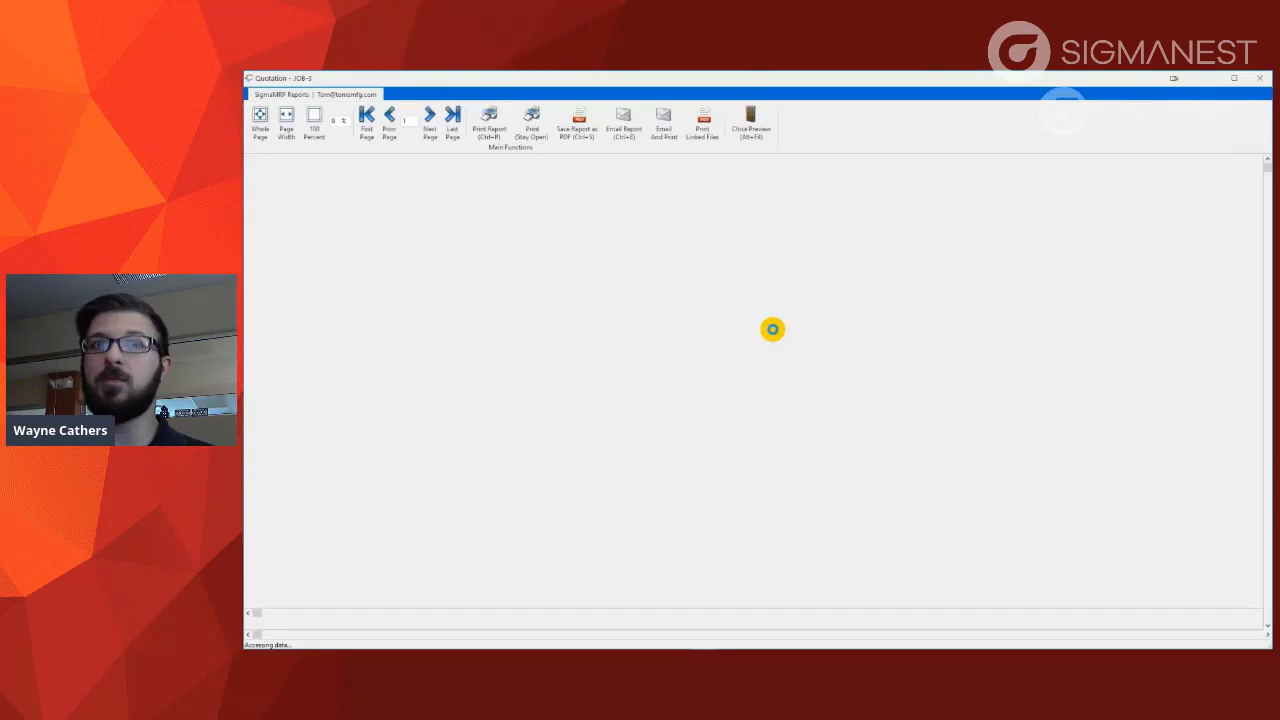 SIGMANEST
Quotation - JOB-3
SigmaMRP Reports | Tom@tomsmfg.com
Whole Page
Page Width
100 Percent
0 %
First Page
Prior Page
1
Next Page
Last Page
Print Report (Ctrl+P)
Print (Stay Open)
Save Report as PDF (Ctrl+S)
Email Report (Ctrl+E)
Email And Print
Print Linked Files
Close Preview (Alt+F4)
Main Functions
Wayne Cathers
Accessing data...